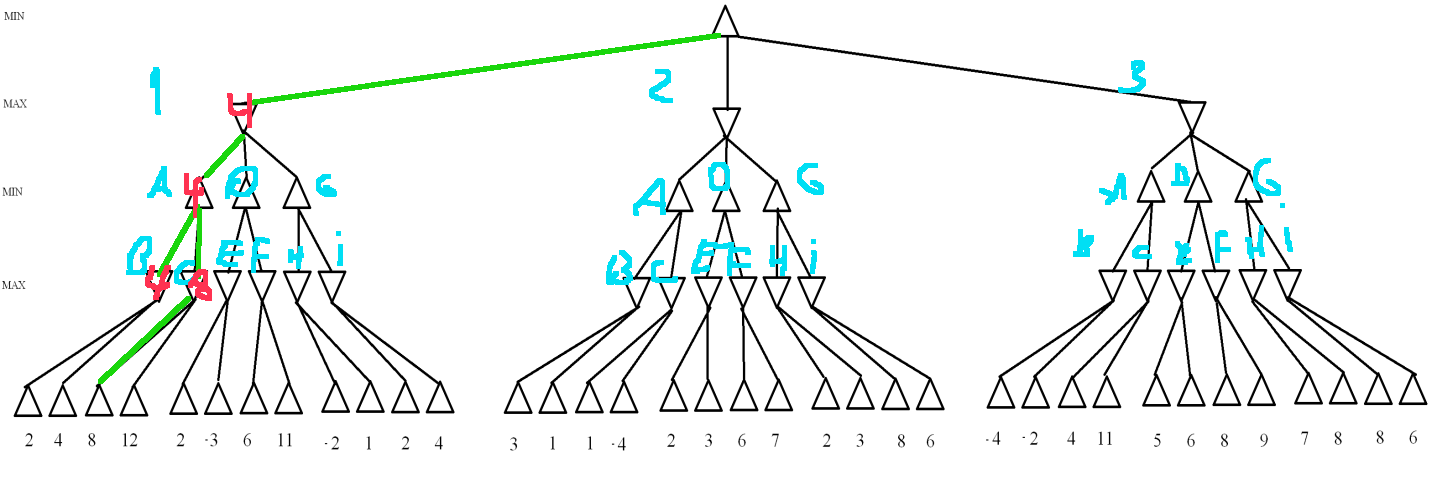 MIN
1 2 3
MAX 4
MIN A 4 D G A D G A D G
B C E F H i B C E F H i B C E F H i
MAX 4 8
2 4 8 12 2 -3 6 11 -2 1 2 4 3 1 1 -4 2 3 6 7 2 3 8 6 -4 -2 4 11 5 6 8 9 7 8 8 6